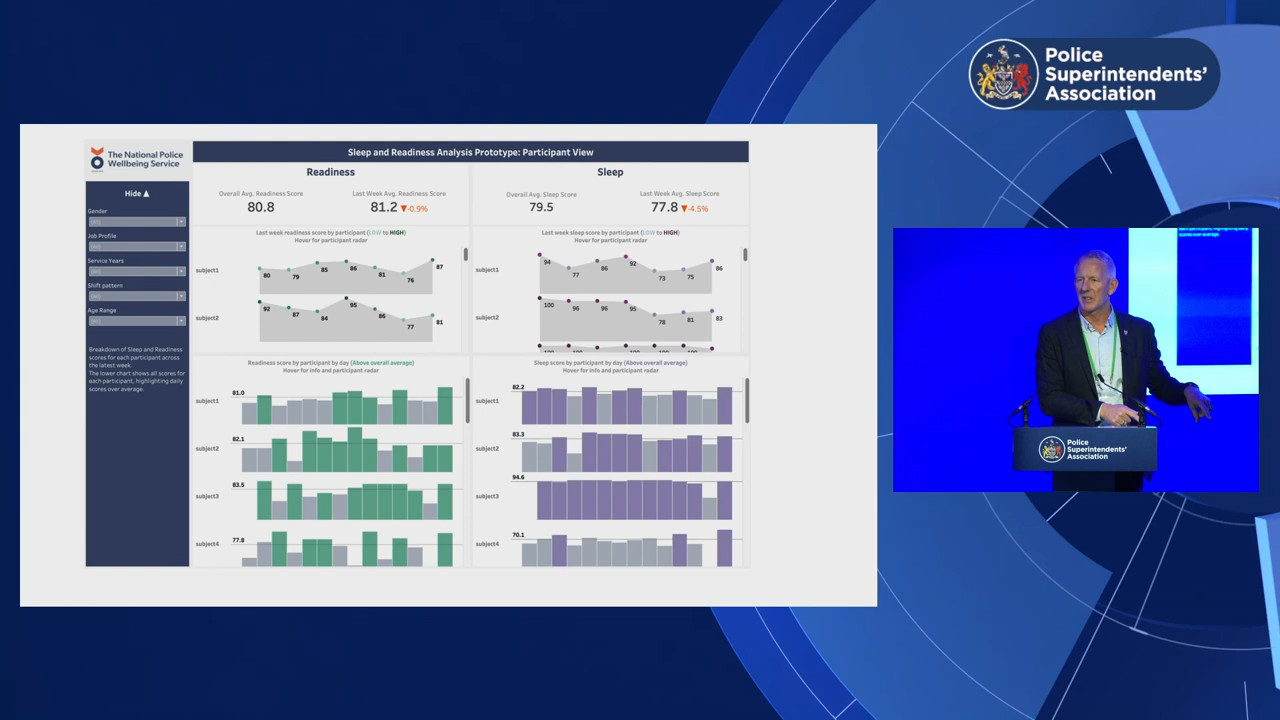 Police
Superintendents'
Association
The National Police
Wellbeing Service
Sleep and Readiness Analysis Prototype: Participant View
Hide
Gender
(All)
Job Profile
(All)
Service Years
(All)
Shift pattern
(All)
Age Range
(All)
Breakdown of Sleep and Readiness
scores for each participant across
the latest week.
The lower chart shows all scores for
each participant, highlighting daily
scores over average.
Readiness
Overall Avg. Readiness Score
80.8
Last Week Avg. Readiness Score
81.2 ▼-0.9%
Last week readiness score by participant (LOW to HIGH)
Hover for participant radar
subject1
80 79 85 86 81 76 87
subject2
92 87 84 95 86 77 81
Readiness score by participant by day (Above overall average)
Hover for info and participant radar
subject1
81.0
subject2
82.1
subject3
83.5
subject4
77.8
Sleep
Overall Avg. Sleep Score
79.5
Last Week Avg. Sleep Score
77.8 ▼-4.5%
Last week sleep score by participant (LOW to HIGH)
Hover for participant radar
subject1
94 77 86 92 73 75 86
subject2
100 96 96 95 78 81 83
Sleep score by participant by day (Above overall average)
Hover for info and participant radar
subject1
82.2
subject2
83.3
subject3
94.6
subject4
70.1
Police
Superintendents'
Association